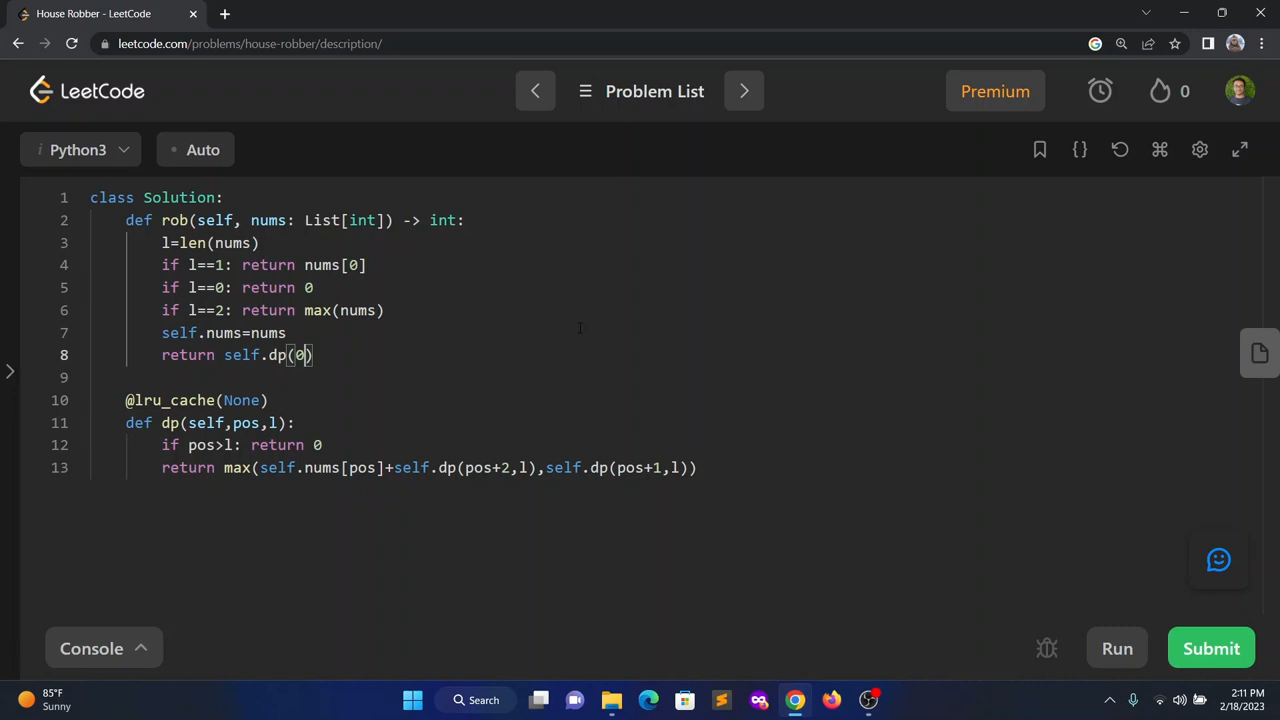 House Robber - LeetCode
leetcode.com/problems/house-robber/description/
LeetCode
Problem List
Premium
0
i Python3
Auto
1 class Solution:
2 def rob(self, nums: List[int]) -> int:
3 l=len(nums)
4 if l==1: return nums[0]
5 if l==0: return 0
6 if l==2: return max(nums)
7 self.nums=nums
8 return self.dp(0)
9
10 @lru_cache(None)
11 def dp(self,pos,l):
12 if pos>l: return 0
13 return max(self.nums[pos]+self.dp(pos+2,l),self.dp(pos+1,l))
Console
Run
Submit
85°F
Sunny
Search
2:11 PM
2/18/2023